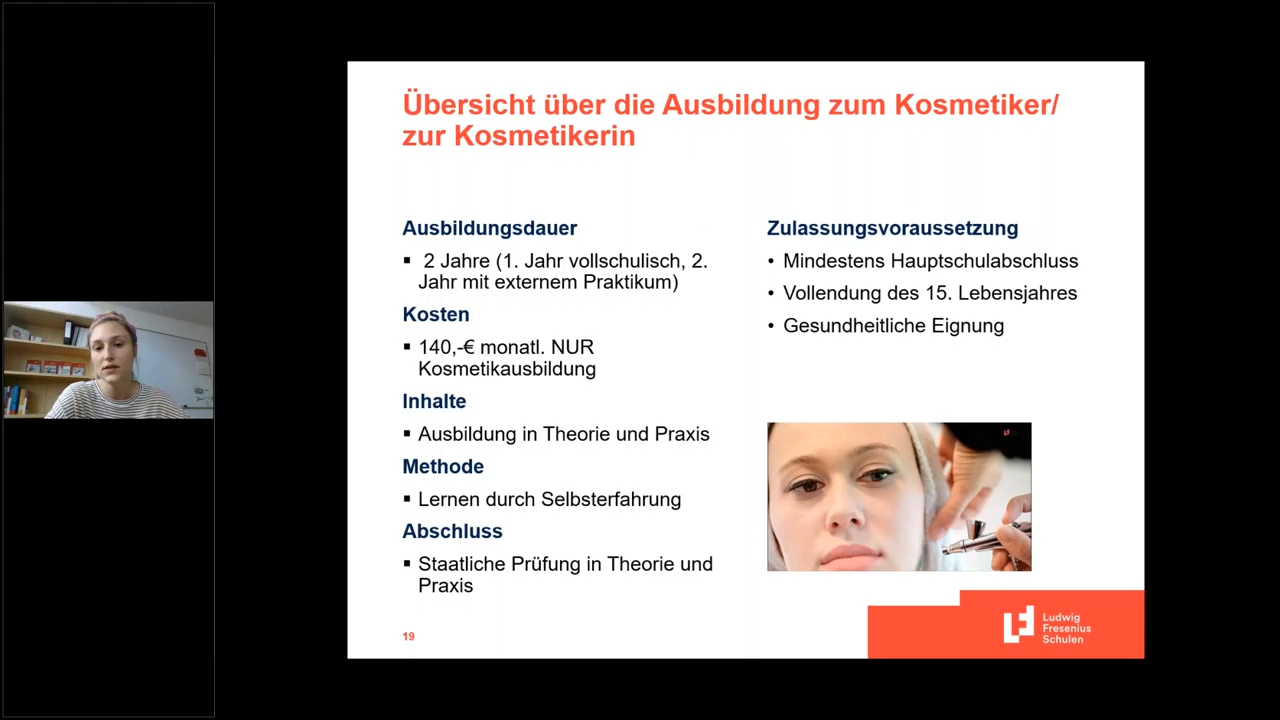 Übersicht über die Ausbildung zum Kosmetiker/
zur Kosmetikerin
Ausbildungsdauer
▪ 2 Jahre (1. Jahr vollschulisch, 2.
Jahr mit externem Praktikum)
Kosten
▪ 140,-€ monatl. NUR
Kosmetikausbildung
Inhalte
▪ Ausbildung in Theorie und Praxis
Methode
▪ Lernen durch Selbsterfahrung
Abschluss
▪ Staatliche Prüfung in Theorie und
Praxis
Zulassungsvoraussetzung
• Mindestens Hauptschulabschluss
• Vollendung des 15. Lebensjahres
• Gesundheitliche Eignung
19
Ludwig
Fresenius
Schulen